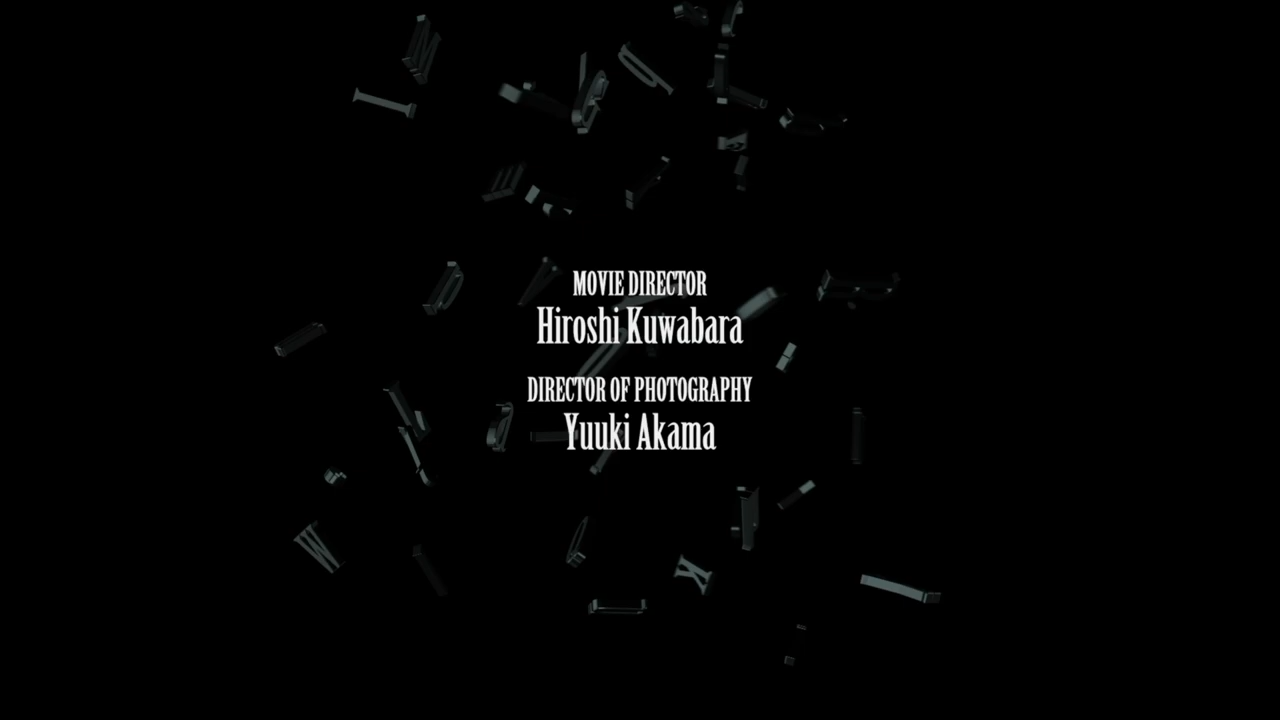 MOVIE DIRECTOR
Hiroshi Kuwabara
DIRECTOR OF PHOTOGRAPHY
Yuuki Akama